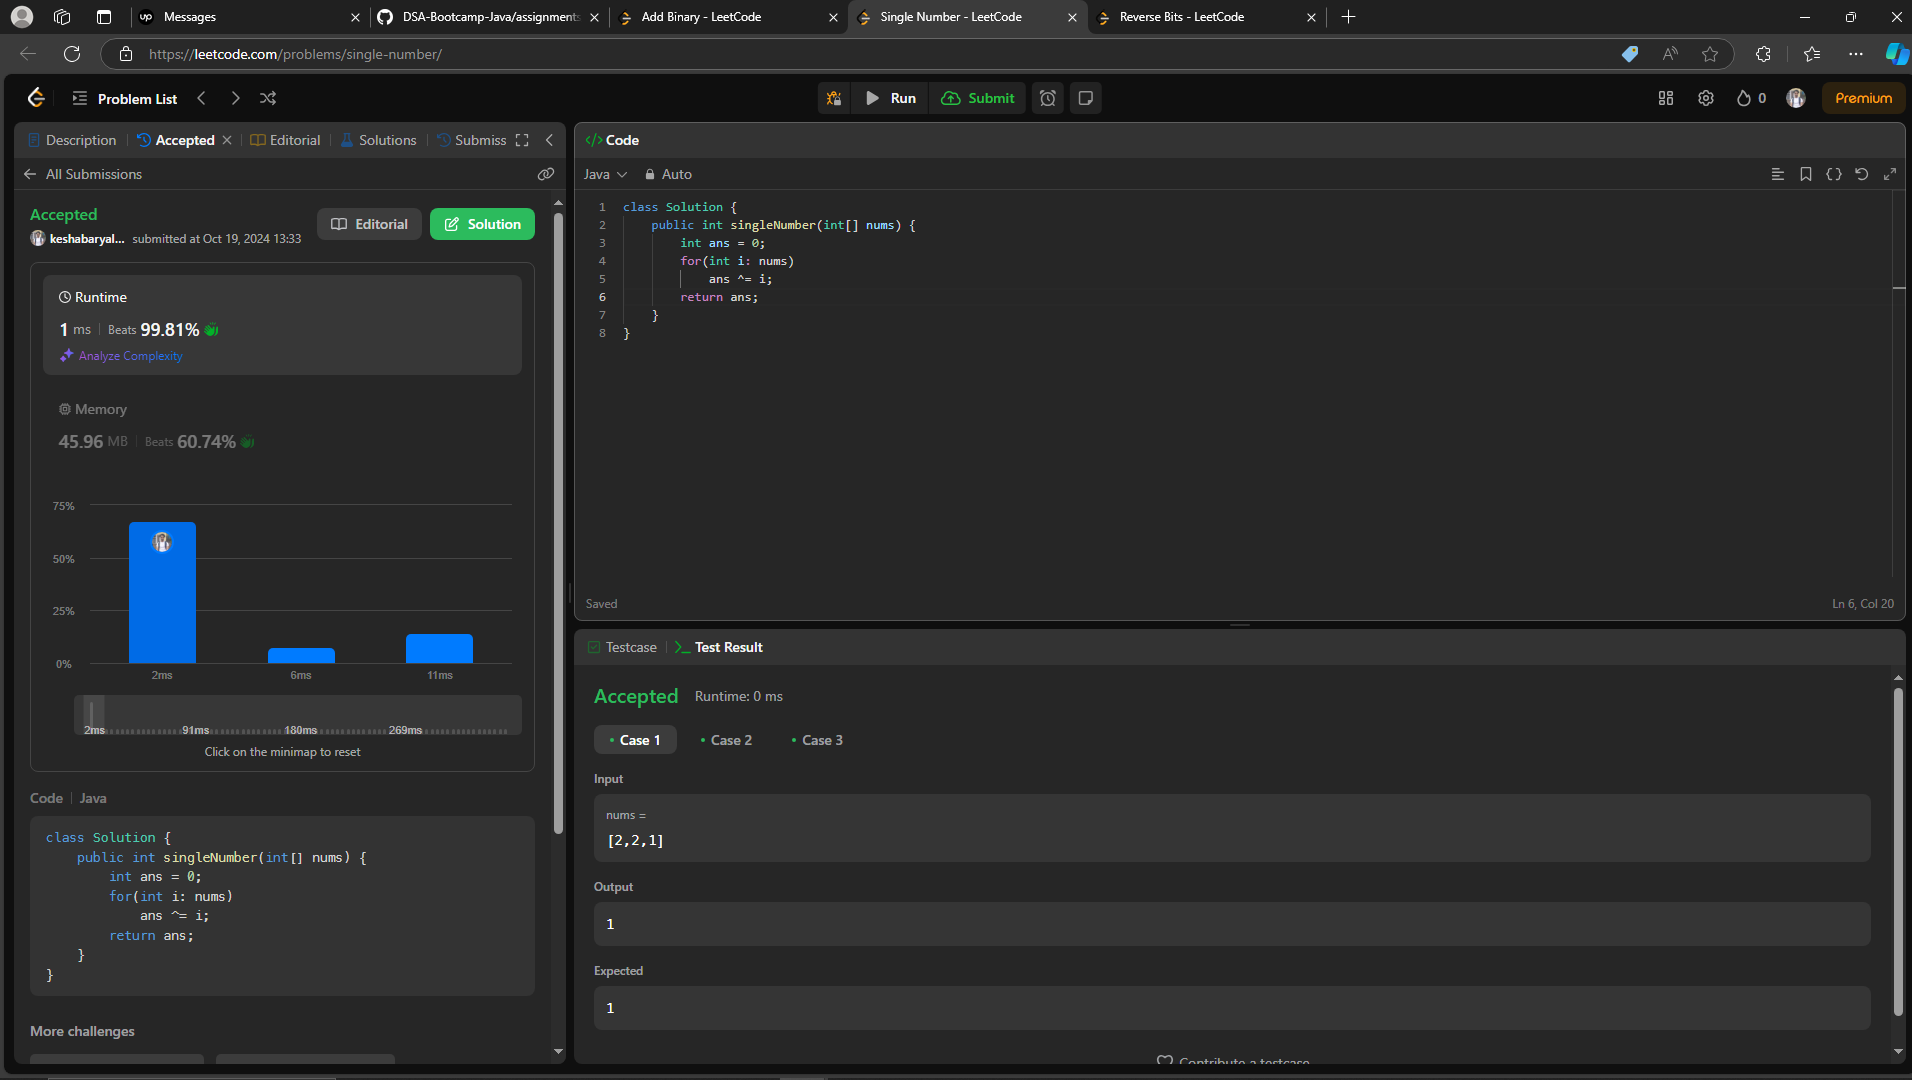 up Messages
DSA-Bootcamp-Java/assignments
Add Binary - LeetCode
Single Number - LeetCode
Reverse Bits - LeetCode
https://leetcode.com/problems/single-number/
Problem List
Run
Submit
0
Premium
Description
Accepted
Editorial
Solutions
Submiss
All Submissions
Accepted
keshabaryal... submitted at Oct 19, 2024 13:33
Editorial
Solution
Runtime
1 ms | Beats 99.81%
Analyze Complexity
Memory
45.96 MB | Beats 60.74%
75%
50%
25%
0%
2ms 6ms 11ms
2ms 91ms 180ms 269ms
Click on the minimap to reset
Code | Java
class Solution {
    public int singleNumber(int[] nums) {
        int ans = 0;
        for(int i: nums)
            ans ^= i;
        return ans;
    }
}
More challenges
</> Code
Java Auto
1 class Solution {
2     public int singleNumber(int[] nums) {
3         int ans = 0;
4         for(int i: nums)
5             ans ^= i;
6         return ans;
7     }
8 }
Saved
Ln 6, Col 20
Testcase
>_ Test Result
Accepted Runtime: 0 ms
• Case 1 • Case 2 • Case 3
Input
nums =
[2,2,1]
Output
1
Expected
1
Contribute a testcase